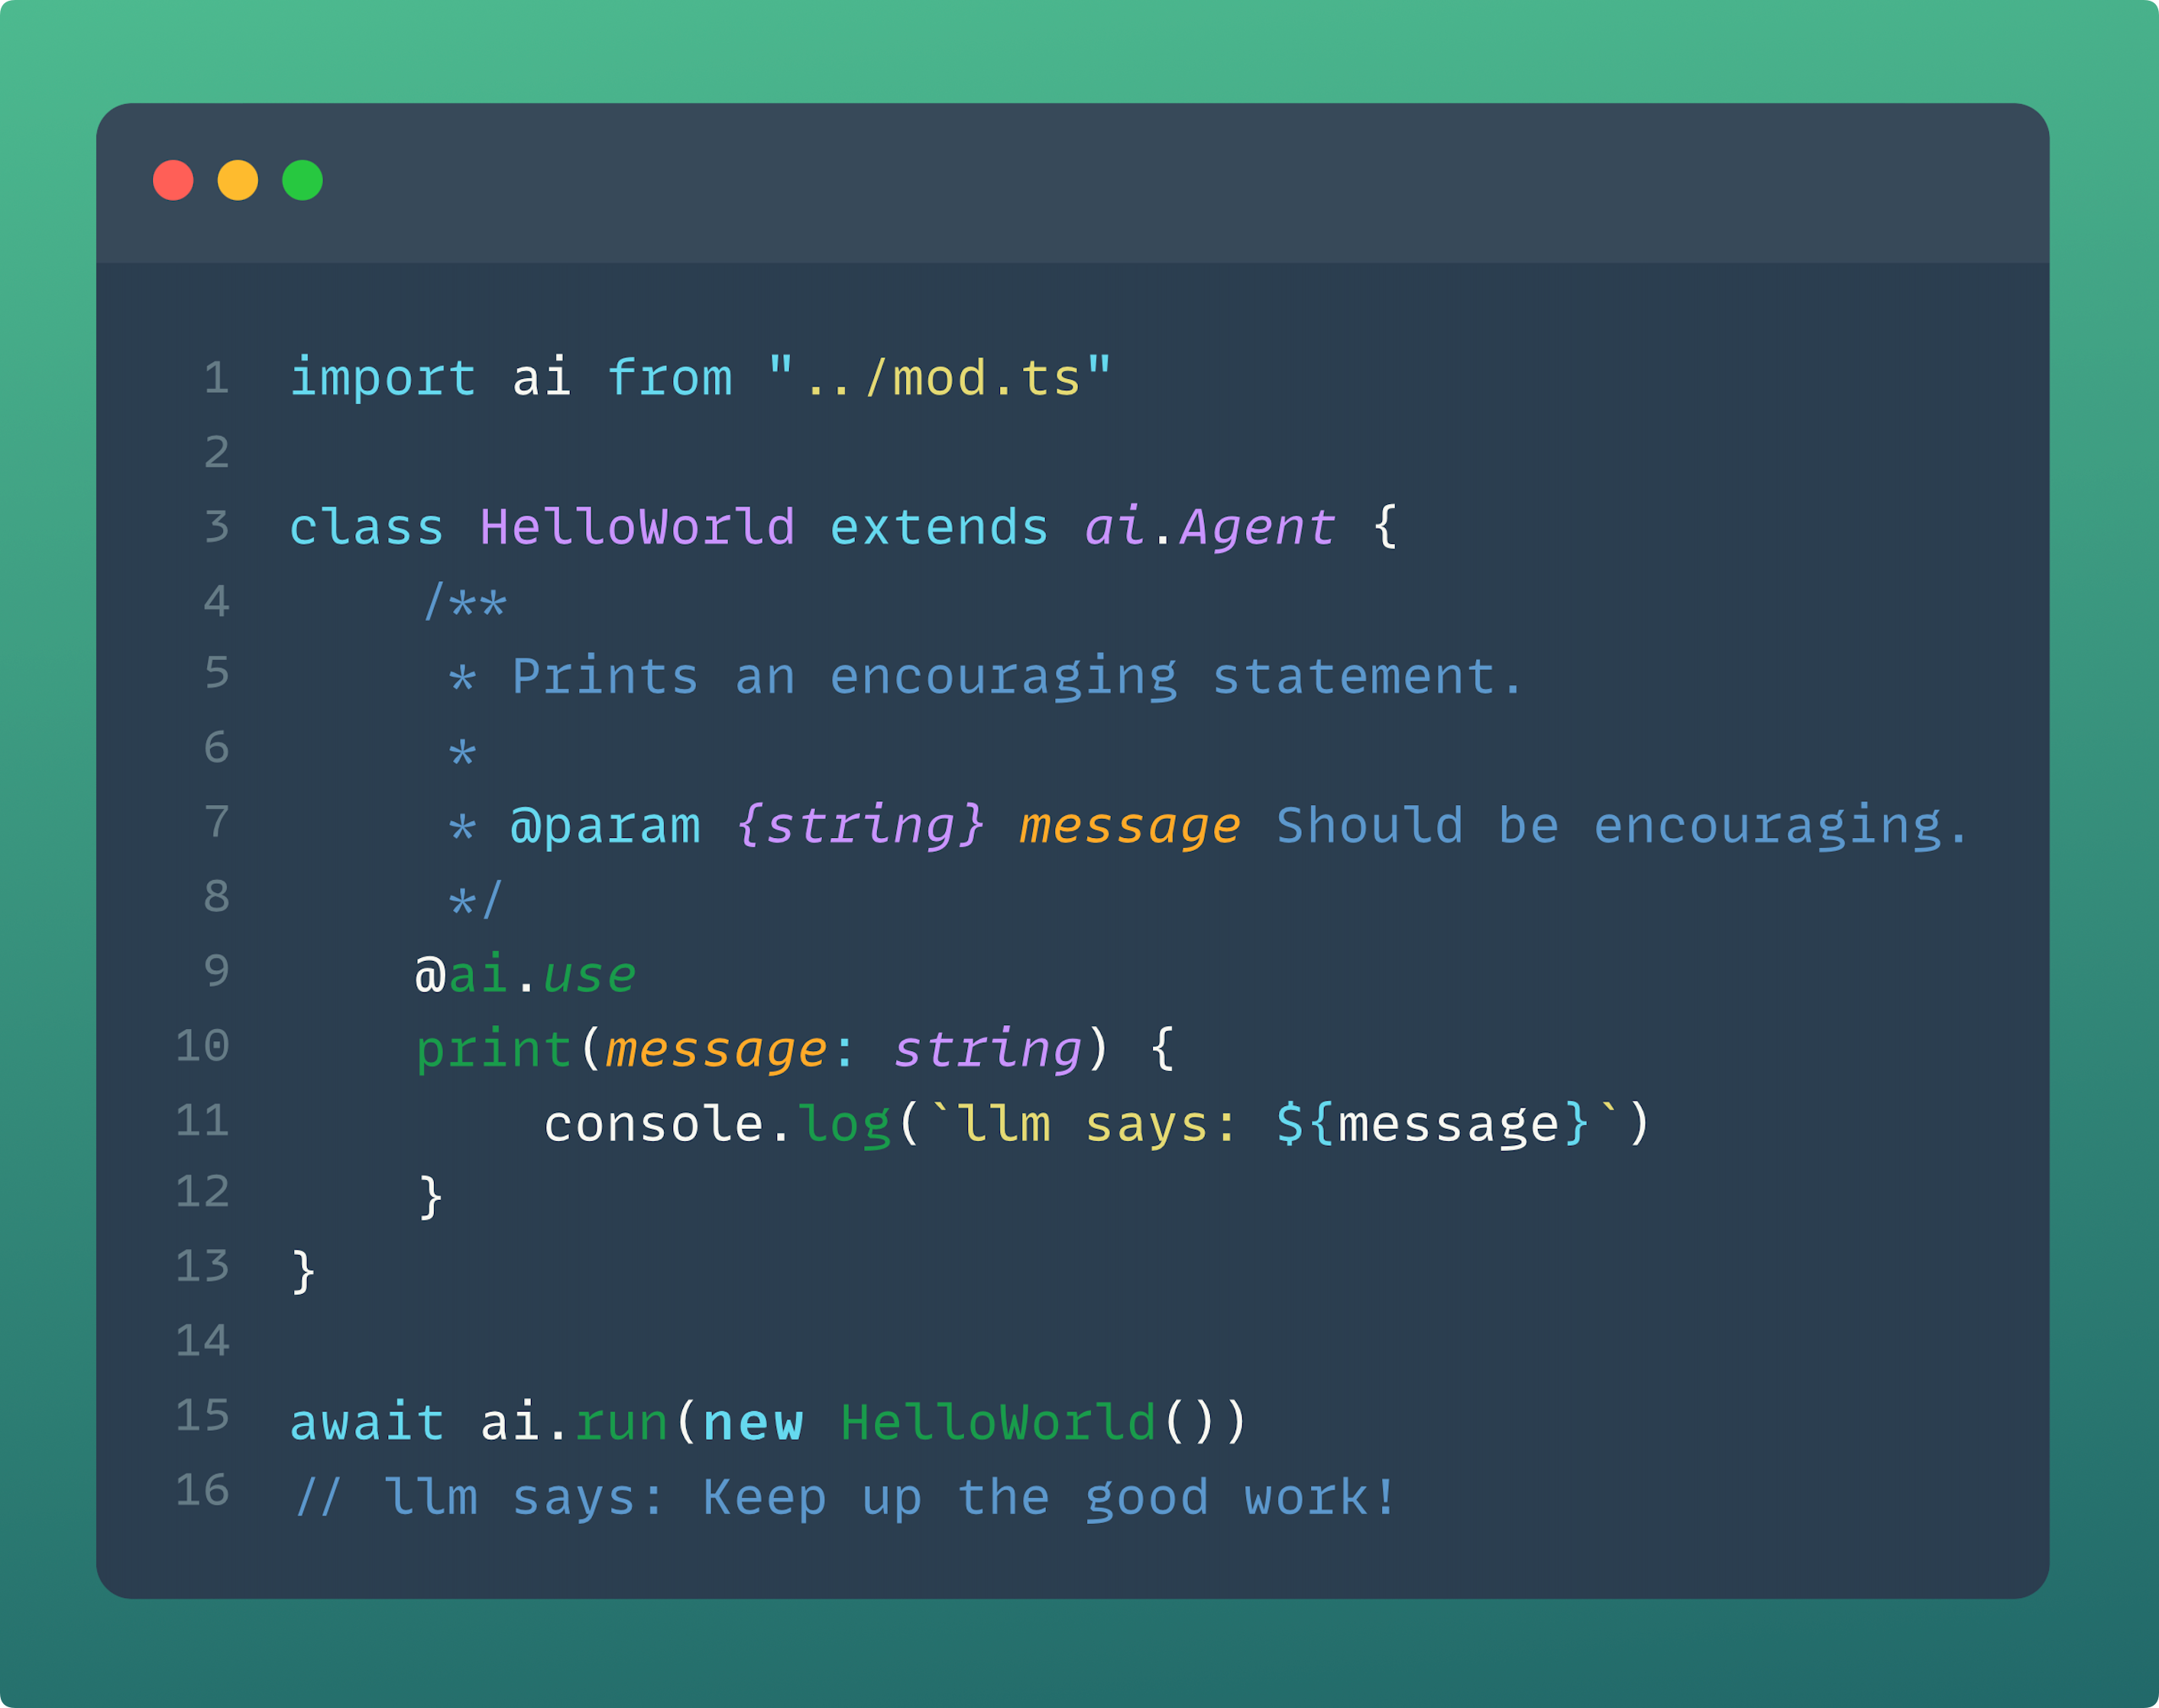 1 import ai from "../mod.ts"
2
3 class HelloWorld extends ai.Agent {
4     /**
5      * Prints an encouraging statement.
6      *
7      * @param {string} message Should be encouraging.
8      */
9     @ai.use
10     print(message: string) {
11         console.log(`llm says: ${message}`)
12     }
13 }
14
15 await ai.run(new HelloWorld())
16 // llm says: Keep up the good work!